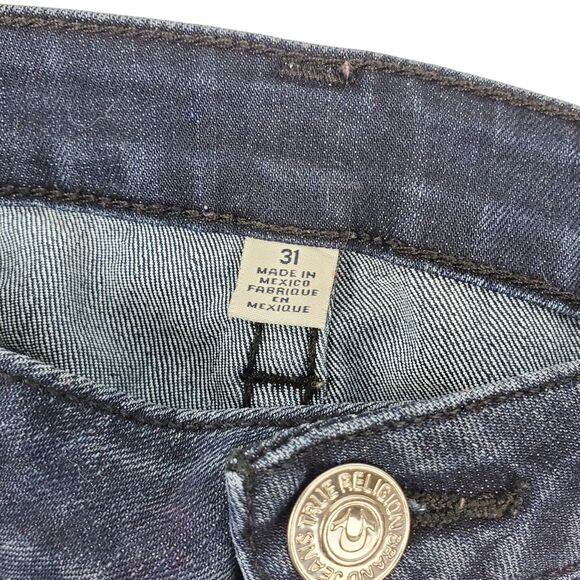 31
MADE IN
MEXICO
FABRIQUE
EN
MEXIQUE
TRUE RELIGION BRAND JEANS